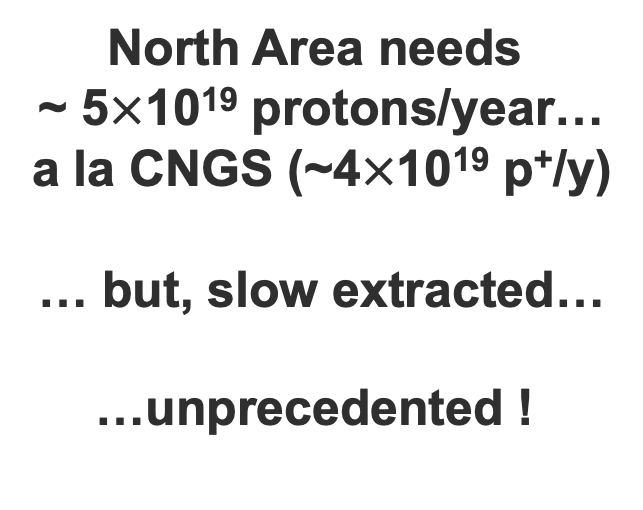 North Area needs
~ 5×10¹⁹ protons/year…
a la CNGS (~4×10¹⁹ p⁺/y)
… but, slow extracted…
…unprecedented !